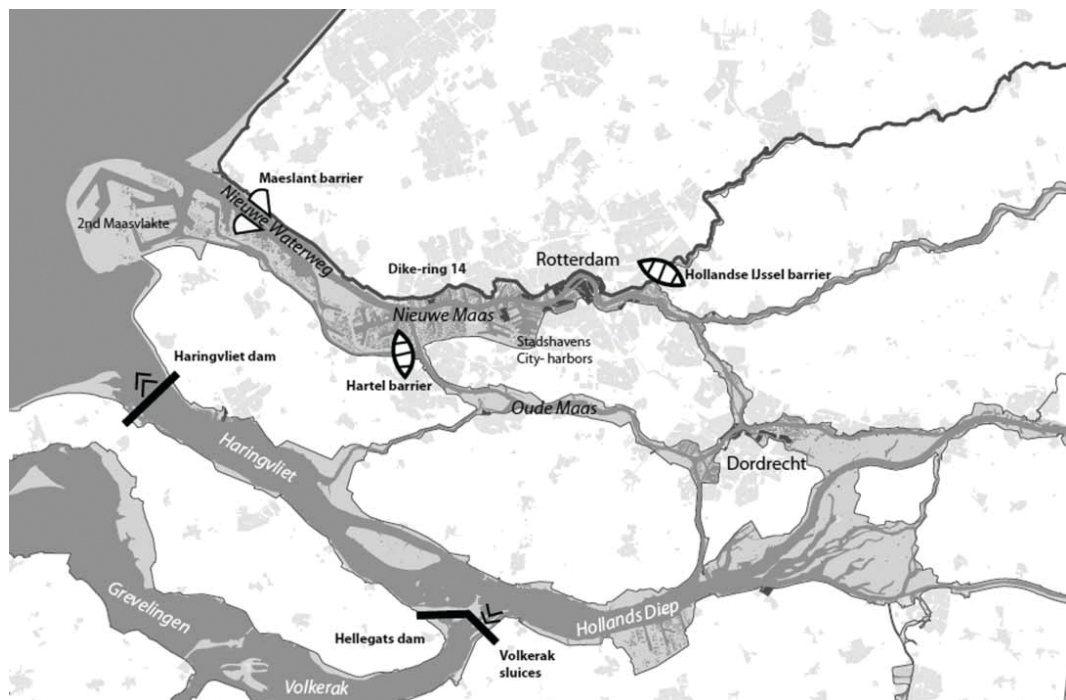 Maeslant barrier
2nd Maasvlakte
Nieuwe Waterweg
Dike-ring 14
Rotterdam
Hollandse IJssel barrier
Nieuwe Maas
Stadshavens
City- harbors
Haringvliet dam
Hartel barrier
Oude Maas
Haringvliet
Dordrecht
Grevelingen
Hollands Diep
Hellegats dam
Volkerak
sluices
Volkerak